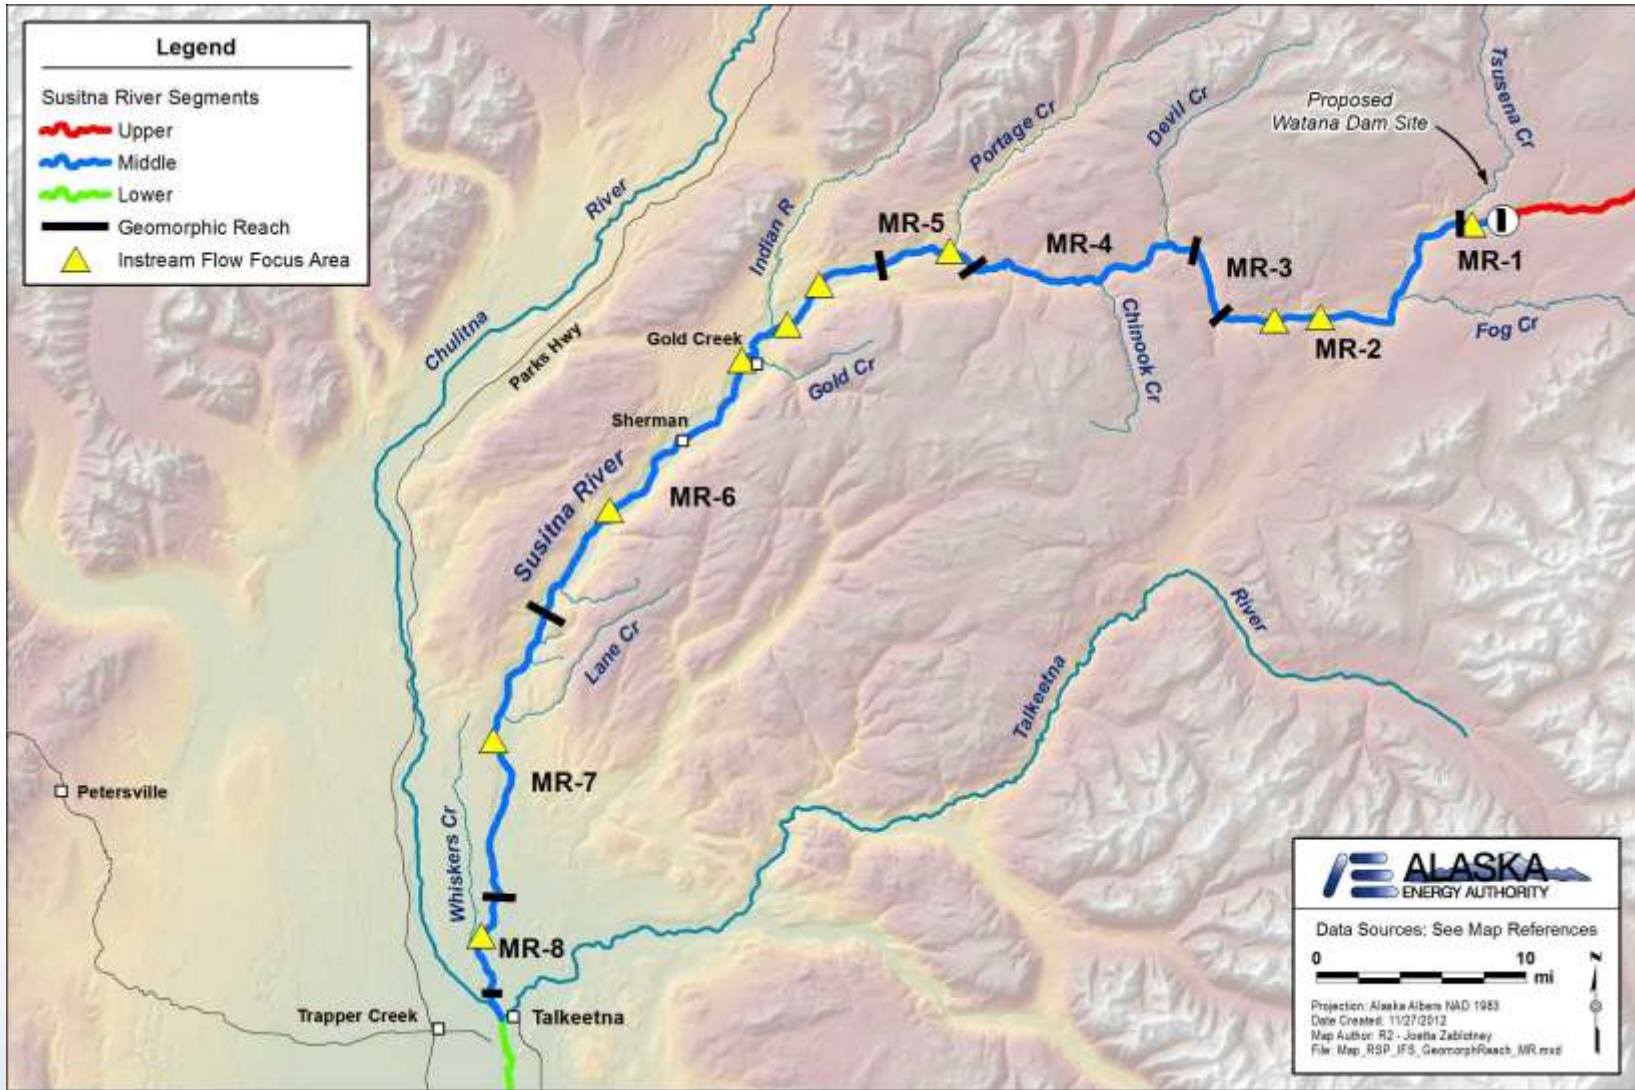 Legend
Susitna River Segments
Upper
Middle
Lower
Geomorphic Reach
Instream Flow Focus Area
Tsusena Cr
Proposed
Watana Dam Site
Devil Cr
Portage Cr
River
Indian R
MR-5
MR-4
MR-3
MR-1
Chulitna
Parks Hwy
Gold Creek
Gold Cr
Chinook Cr
MR-2
Fog Cr
Sherman
Susitna River
MR-6
Lane Cr
River
Talkeetna
Petersville
MR-7
Whiskers Cr
MR-8
Trapper Creek
Talkeetna
ALASKA
ENERGY AUTHORITY
Data Sources: See Map References
0 10
mi
N
Projection: Alaska Albers NAD 1983
Date Created: 11/27/2012
Map Author: R2 - Joetta Zablotney
File: Map_RSP_IFS_GeomorphReach_MR.mxd